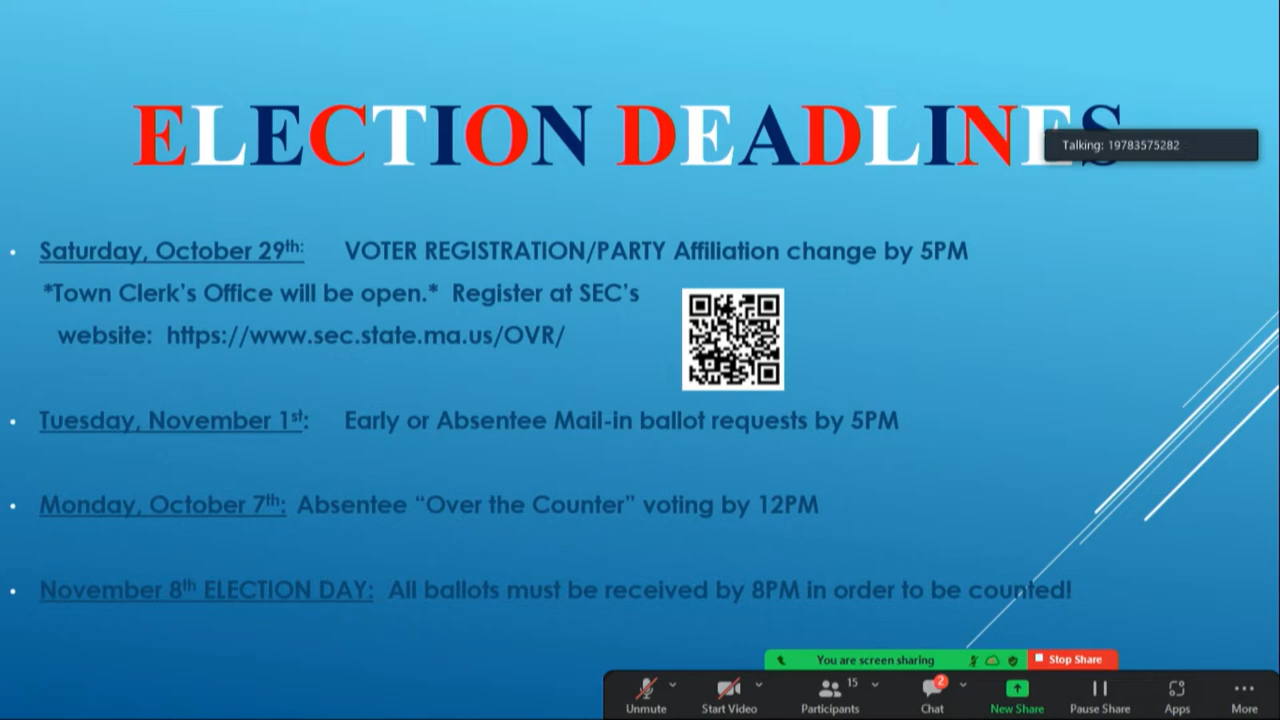 ELECTION DEADLINES
Talking: 19783575282
• Saturday, October 29th: VOTER REGISTRATION/PARTY Affiliation change by 5PM
*Town Clerk's Office will be open.* Register at SEC's
website: https://www.sec.state.ma.us/OVR/
• Tuesday, November 1st: Early or Absentee Mail-in ballot requests by 5PM
• Monday, October 7th: Absentee “Over the Counter” voting by 12PM
• November 8th ELECTION DAY: All ballots must be received by 8PM in order to be counted!
You are screen sharing Stop Share
15 2
Unmute Start Video Participants Chat New Share Pause Share Apps More